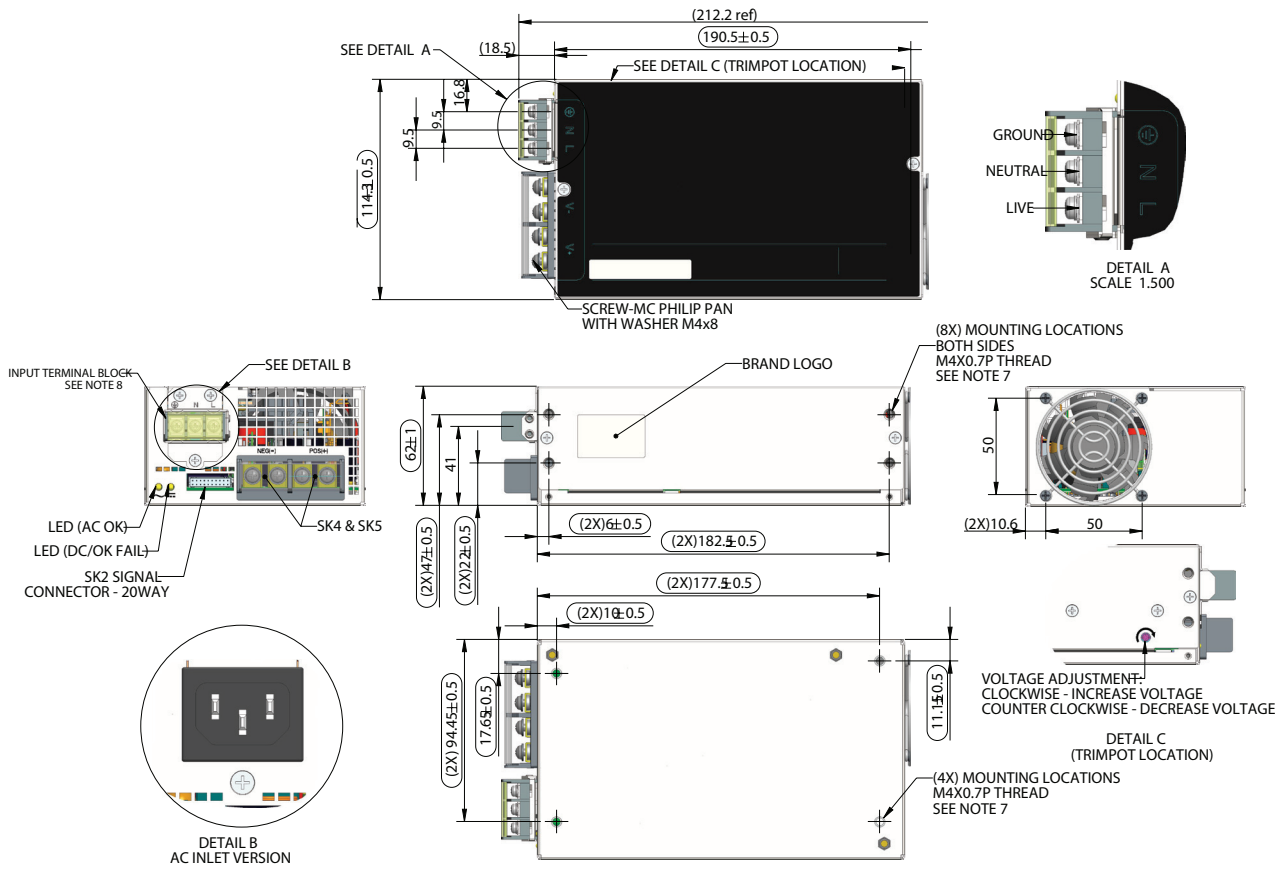 (212.2 ref)
190.5±0.5
SEE DETAIL A
(18.5)
SEE DETAIL C (TRIMPOT LOCATION)
16.8
9.5
9.5
114.3±0.5
N
L
V-
V+
SCREW-MC PHILIP PAN
WITH WASHER M4x8
GROUND
NEUTRAL
LIVE
N
L
DETAIL A
SCALE 1.500
INPUT TERMINAL BLOCK
SEE NOTE 8
SEE DETAIL B
N
L
NEG(-)
POS(+)
LED (AC OK)
LED (DC/OK FAIL)
SK2 SIGNAL
CONNECTOR - 20WAY
SK4 & SK5
BRAND LOGO
(8X) MOUNTING LOCATIONS
BOTH SIDES
M4X0.7P THREAD
SEE NOTE 7
62±1
41
(2X)47±0.5
(2X)22±0.5
(2X)6±0.5
(2X)182.5±0.5
50
(2X)10.6
50
(2X)177.5±0.5
(2X)10±0.5
(2X) 94.45±0.5
17.65±0.5
11.15±0.5
(4X) MOUNTING LOCATIONS
M4X0.7P THREAD
SEE NOTE 7
VOLTAGE ADJUSTMENT:
CLOCKWISE - INCREASE VOLTAGE
COUNTER CLOCKWISE - DECREASE VOLTAGE
DETAIL C
(TRIMPOT LOCATION)
DETAIL B
AC INLET VERSION